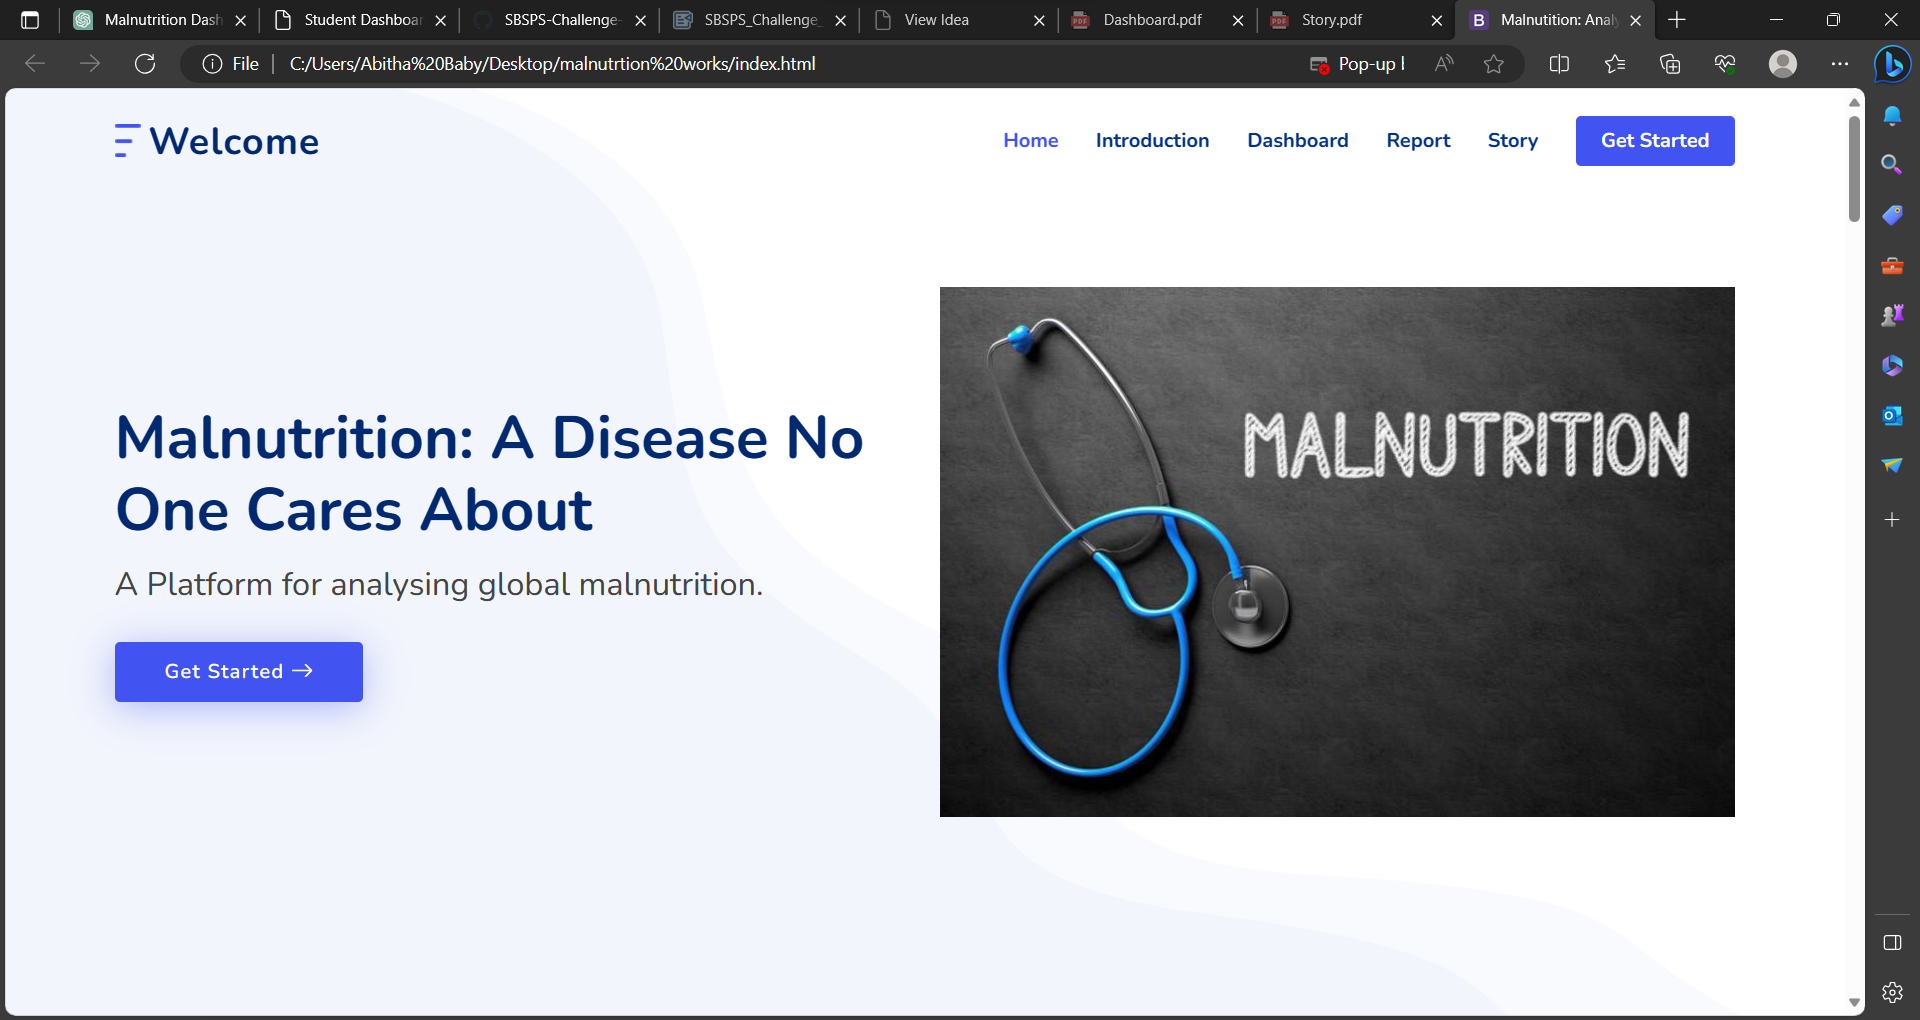 Malnutrition Dash
Student Dashboar
SBSPS-Challenge-
SBSPS_Challenge_
View Idea
Dashboard.pdf
Story.pdf
Malnutition: Analy
File
C:/Users/Abitha%20Baby/Desktop/malnutrtion%20works/index.html
Pop-up
Welcome
Home
Introduction
Dashboard
Report
Story
Get Started
Malnutrition: A Disease No
One Cares About
A Platform for analysing global malnutrition.
Get Started →
MALNUTRITION